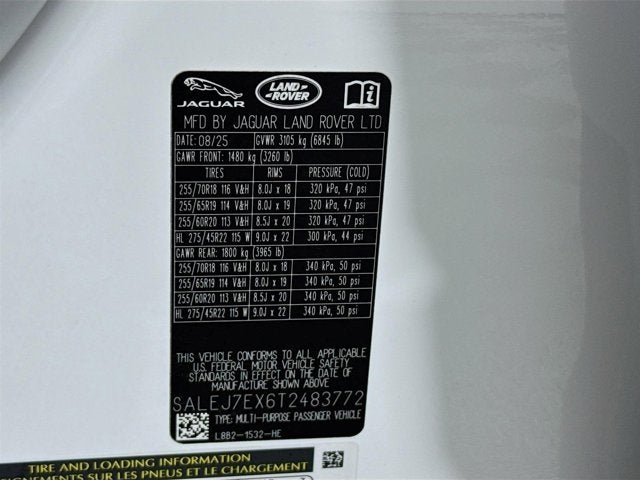 JAGUAR
LAND ROVER
MFD BY JAGUAR LAND ROVER LTD
DATE: 08/25 GVWR 3105 kg (6845 lb)
GAWR FRONT: 1480 kg (3260 lb)
TIRES RIMS PRESSURE (COLD)
255/70R18 116 V&H 8.0J x 18 320 kPa, 47 psi
255/65R19 114 V&H 8.0J x 19 320 kPa, 47 psi
255/60R20 113 V&H 8.5J x 20 320 kPa, 47 psi
HL 275/45R22 115 W 9.0J x 22 300 kPa, 44 psi
GAWR REAR: 1800 kg (3965 lb)
255/70R18 116 V&H 8.0J x 18 340 kPa, 50 psi
255/65R19 114 V&H 8.0J x 19 340 kPa, 50 psi
255/60R20 113 V&H 8.5J x 20 340 kPa, 50 psi
HL 275/45R22 115 W 9.0J x 22 340 kPa, 50 psi
THIS VEHICLE CONFORMS TO ALL APPLICABLE
U.S. FEDERAL MOTOR VEHICLE SAFETY
STANDARDS IN EFFECT ON THE DATE OF
MANUFACTURE SHOWN ABOVE
SALEJ7EX6T2483772
TYPE: MULTI-PURPOSE PASSENGER VEHICLE
L8B2-1532-HE
TIRE AND LOADING INFORMATION
SUR LES PNEUS ET LE CHARGEMENT